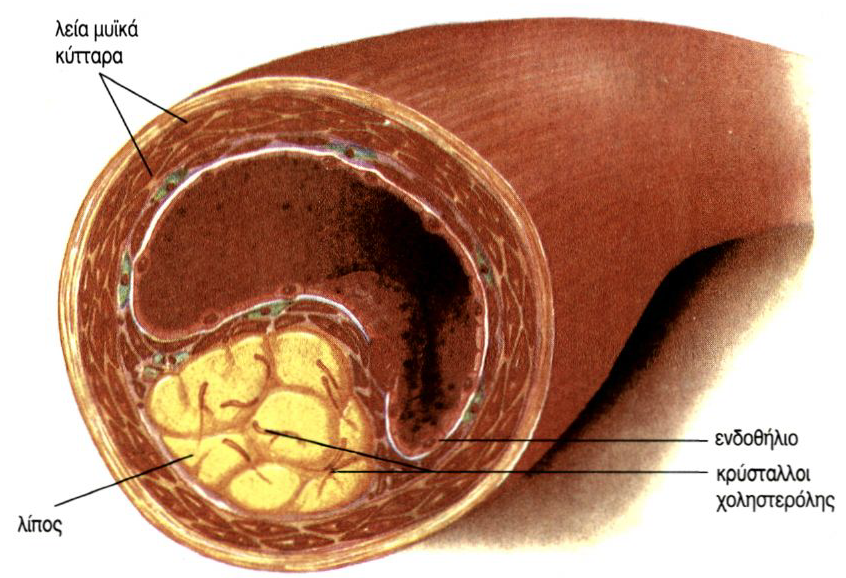 λεία μυϊκά
κύτταρα
ενδοθήλιο
κρύσταλλοι
χοληστερόλης
λίπος